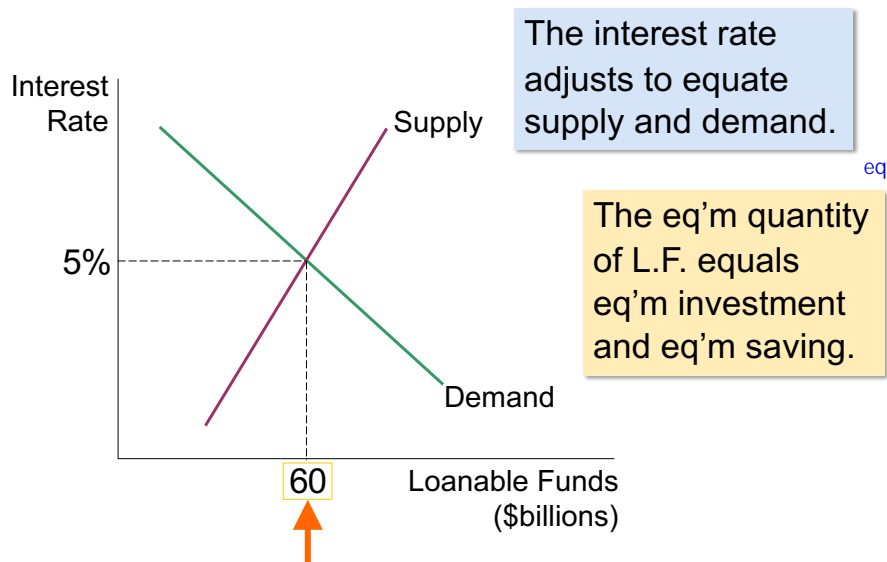 The interest rate
adjusts to equate
supply and demand.
Interest
Rate
Supply
eq
The eq’m quantity
of L.F. equals
eq’m investment
and eq’m saving.
5%
Demand
60
Loanable Funds
($billions)